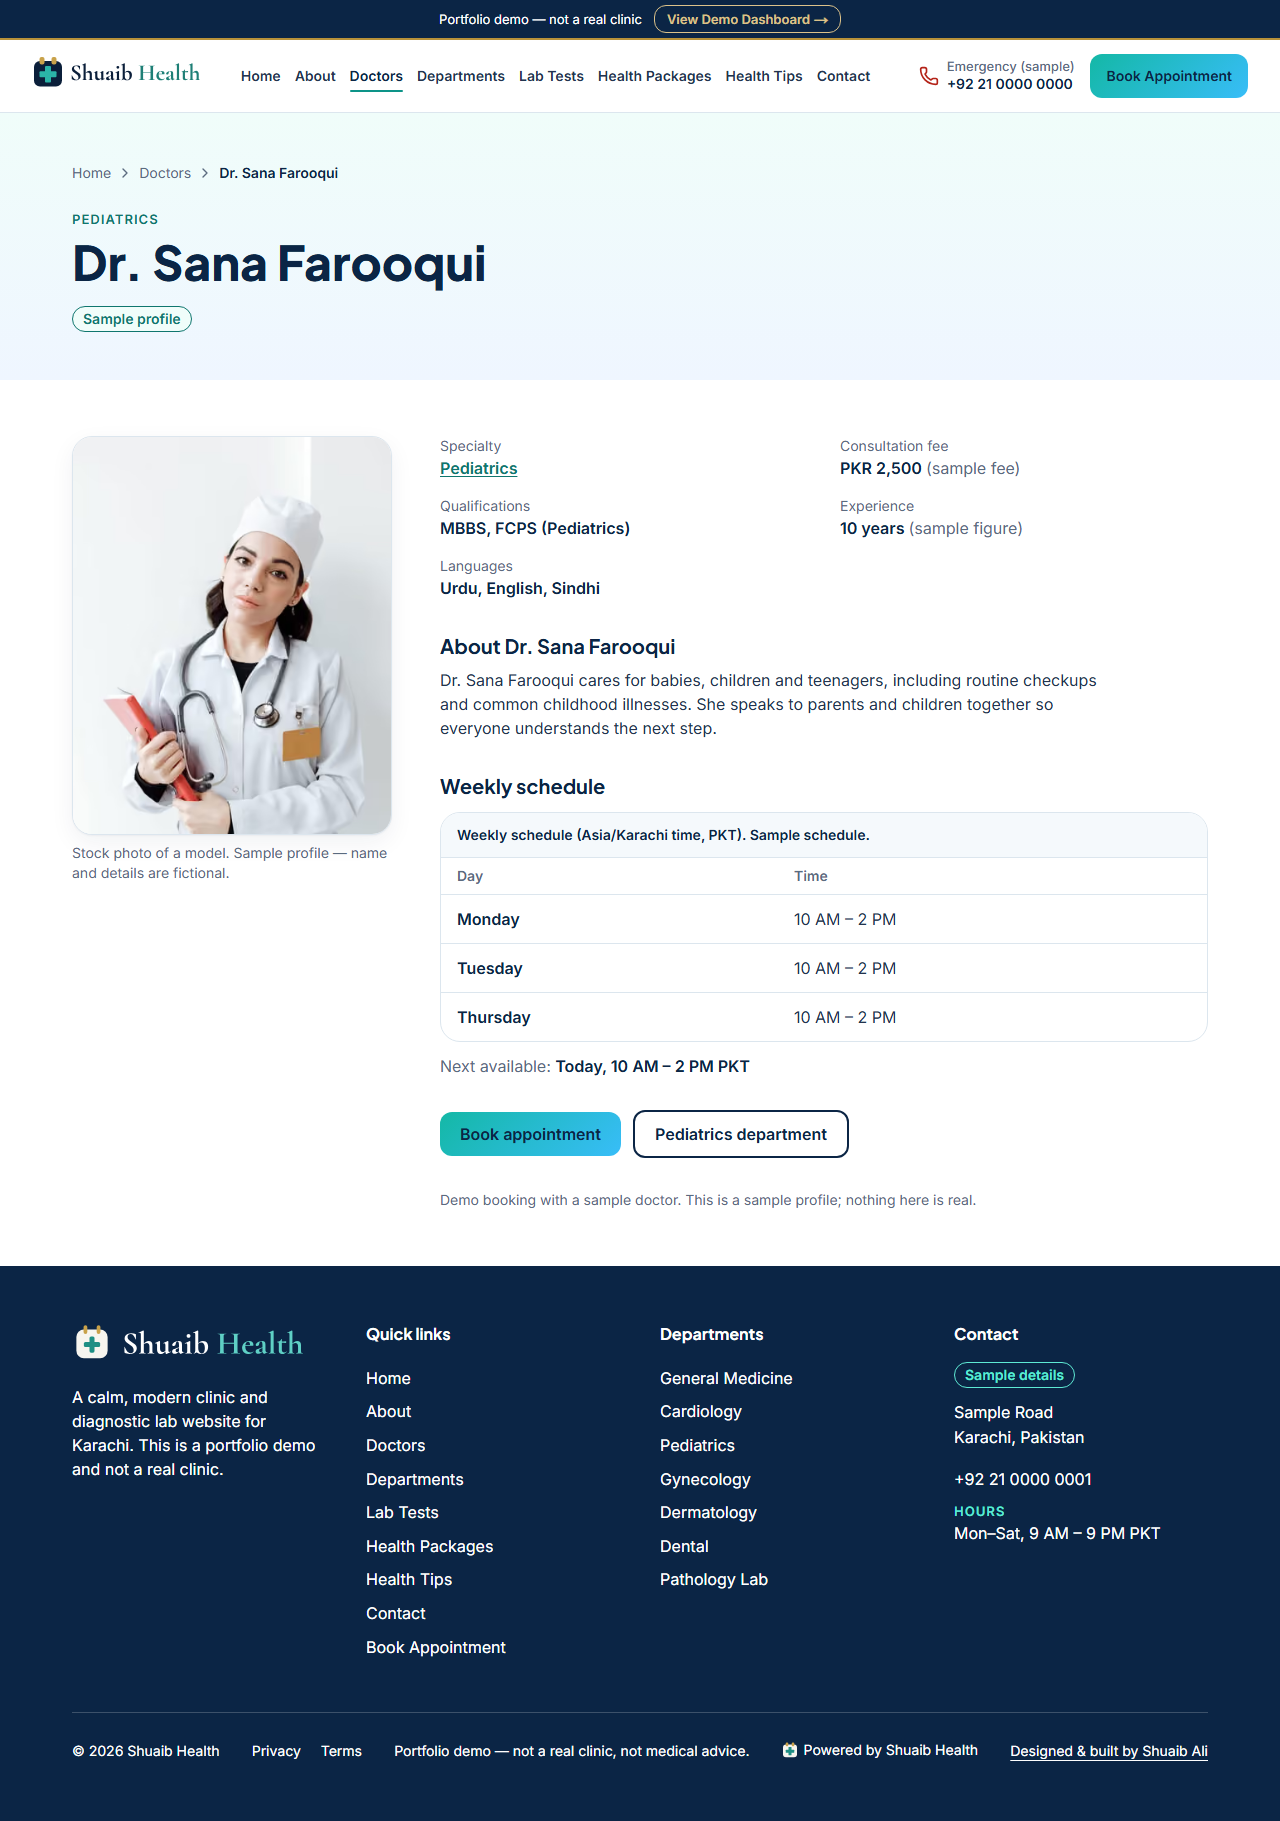 Portfolio demo — not a real clinic View Demo Dashboard →
Shuaib Health
Home About Doctors Departments Lab Tests Health Packages Health Tips Contact
Emergency (sample)
+92 21 0000 0000
Book Appointment
Home > Doctors > Dr. Sana Farooqui
PEDIATRICS
Dr. Sana Farooqui
Sample profile
Stock photo of a model. Sample profile — name
and details are fictional.
Specialty
Pediatrics
Consultation fee
PKR 2,500 (sample fee)
Qualifications
MBBS, FCPS (Pediatrics)
Experience
10 years (sample figure)
Languages
Urdu, English, Sindhi
About Dr. Sana Farooqui
Dr. Sana Farooqui cares for babies, children and teenagers, including routine checkups
and common childhood illnesses. She speaks to parents and children together so
everyone understands the next step.
Weekly schedule
Weekly schedule (Asia/Karachi time, PKT). Sample schedule.
Day Time
Monday 10 AM – 2 PM
Tuesday 10 AM – 2 PM
Thursday 10 AM – 2 PM
Next available: Today, 10 AM – 2 PM PKT
Book appointment Pediatrics department
Demo booking with a sample doctor. This is a sample profile; nothing here is real.
Shuaib Health
A calm, modern clinic and
diagnostic lab website for
Karachi. This is a portfolio demo
and not a real clinic.
Quick links
Home
About
Doctors
Departments
Lab Tests
Health Packages
Health Tips
Contact
Book Appointment
Departments
General Medicine
Cardiology
Pediatrics
Gynecology
Dermatology
Dental
Pathology Lab
Contact
Sample details
Sample Road
Karachi, Pakistan
+92 21 0000 0001
HOURS
Mon–Sat, 9 AM – 9 PM PKT
© 2026 Shuaib Health Privacy Terms Portfolio demo — not a real clinic, not medical advice. Powered by Shuaib Health Designed & built by Shuaib Ali